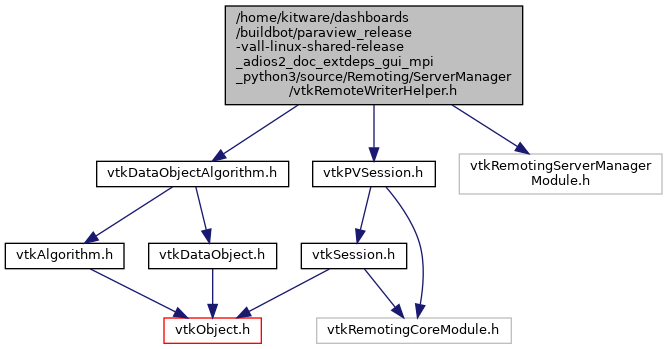 /home/kitware/dashboards
/buildbot/paraview_release
-vall-linux-shared-release
_adios2_doc_extdeps_gui_mpi
_python3/source/Remoting/ServerManager
/vtkRemoteWriterHelper.h
vtkDataObjectAlgorithm.h
vtkPVSession.h
vtkRemotingServerManager
Module.h
vtkAlgorithm.h
vtkDataObject.h
vtkSession.h
vtkObject.h
vtkRemotingCoreModule.h